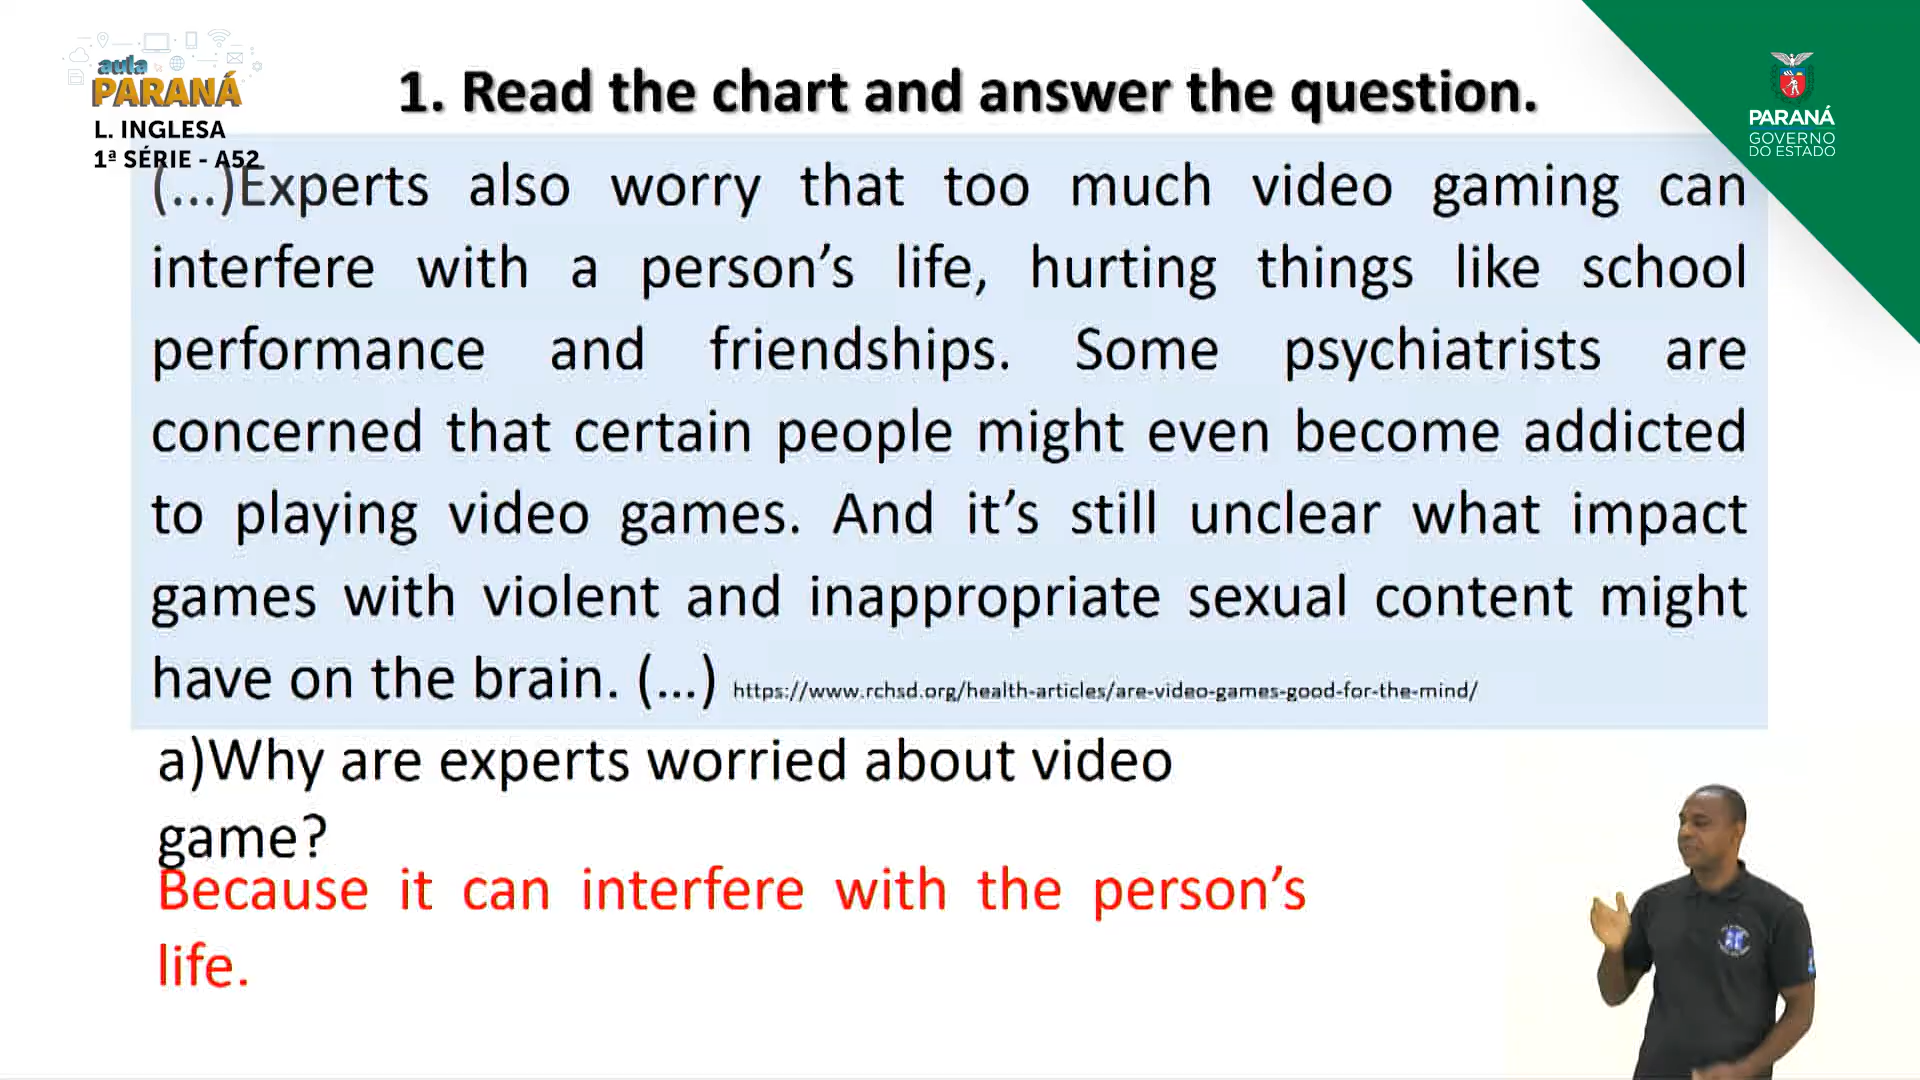 aula
PARANÁ
L. INGLESA
1ª SÉRIE - A52
1. Read the chart and answer the question.
PARANÁ
GOVERNO
DO ESTADO
(...)Experts also worry that too much video gaming can
interfere with a person’s life, hurting things like school
performance and friendships. Some psychiatrists are
concerned that certain people might even become addicted
to playing video games. And it’s still unclear what impact
games with violent and inappropriate sexual content might
have on the brain. (...) https://www.rchsd.org/health-articles/are-video-games-good-for-the-mind/
a)Why are experts worried about video
game?
Because it can interfere with the person’s
life.